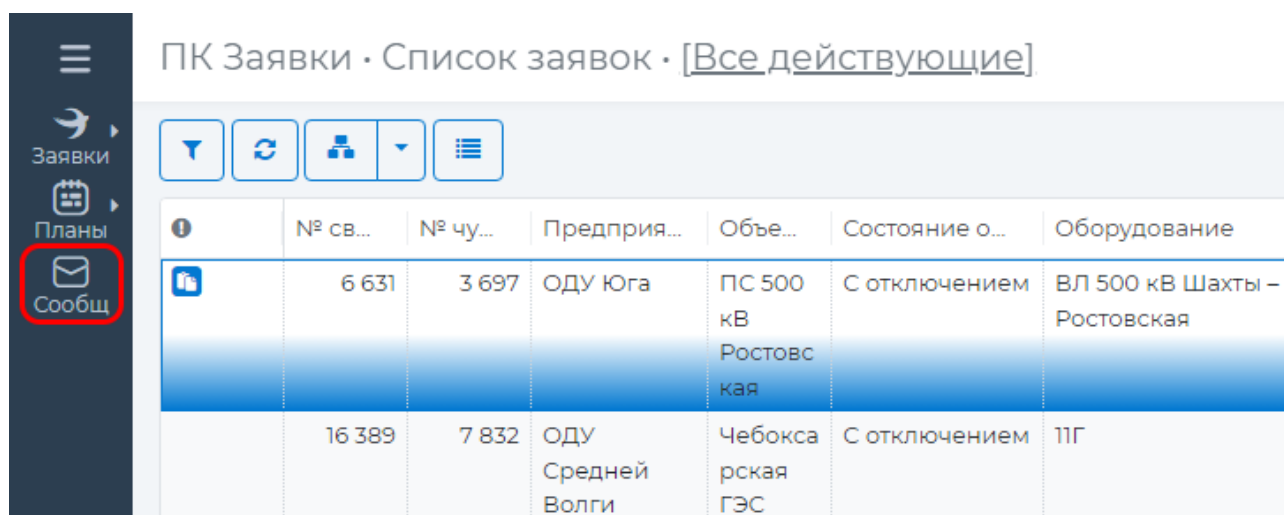 ПК Заявки • Список заявок • [Все действующие]
Заявки
Планы
Сообщ
№ св... № чу... Предприя... Объе... Состояние о... Оборудование
6 631 3 697 ОДУ Юга ПС 500 С отключением ВЛ 500 кВ Шахты –
кВ Ростовская
Ростовс
кая
16 389 7 832 ОДУ Чебокса С отключением 11Г
Средней рская
Волги ГЭС